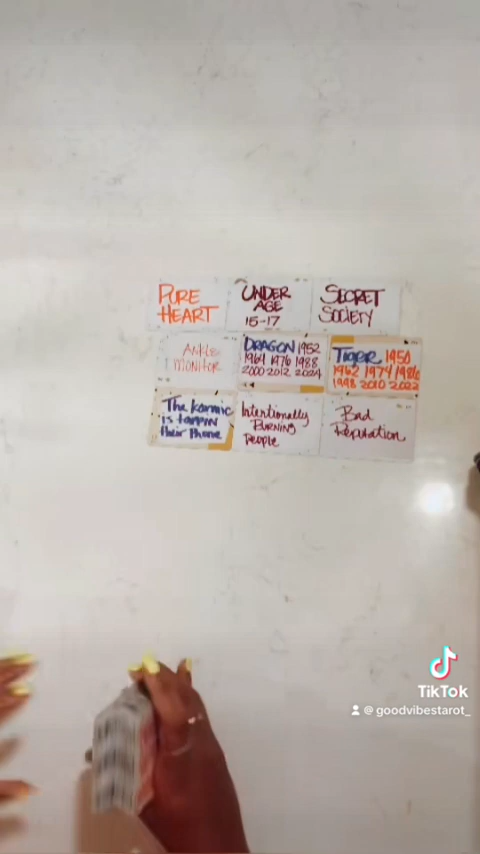 PURE
HEART
UNDER
AGE
15-17
SECRET
SOCIETY
ANKLE
MONITOR
DRAGON 1952
1964 1976 1988
2000 2012 2024
TIGER 1950
1962 1974 1986
1998 2010 2022
The karmic
is tappin
their Phone
Intentionally
BURNING
People
Bad
Reputation
TikTok
@goodvibestarot_